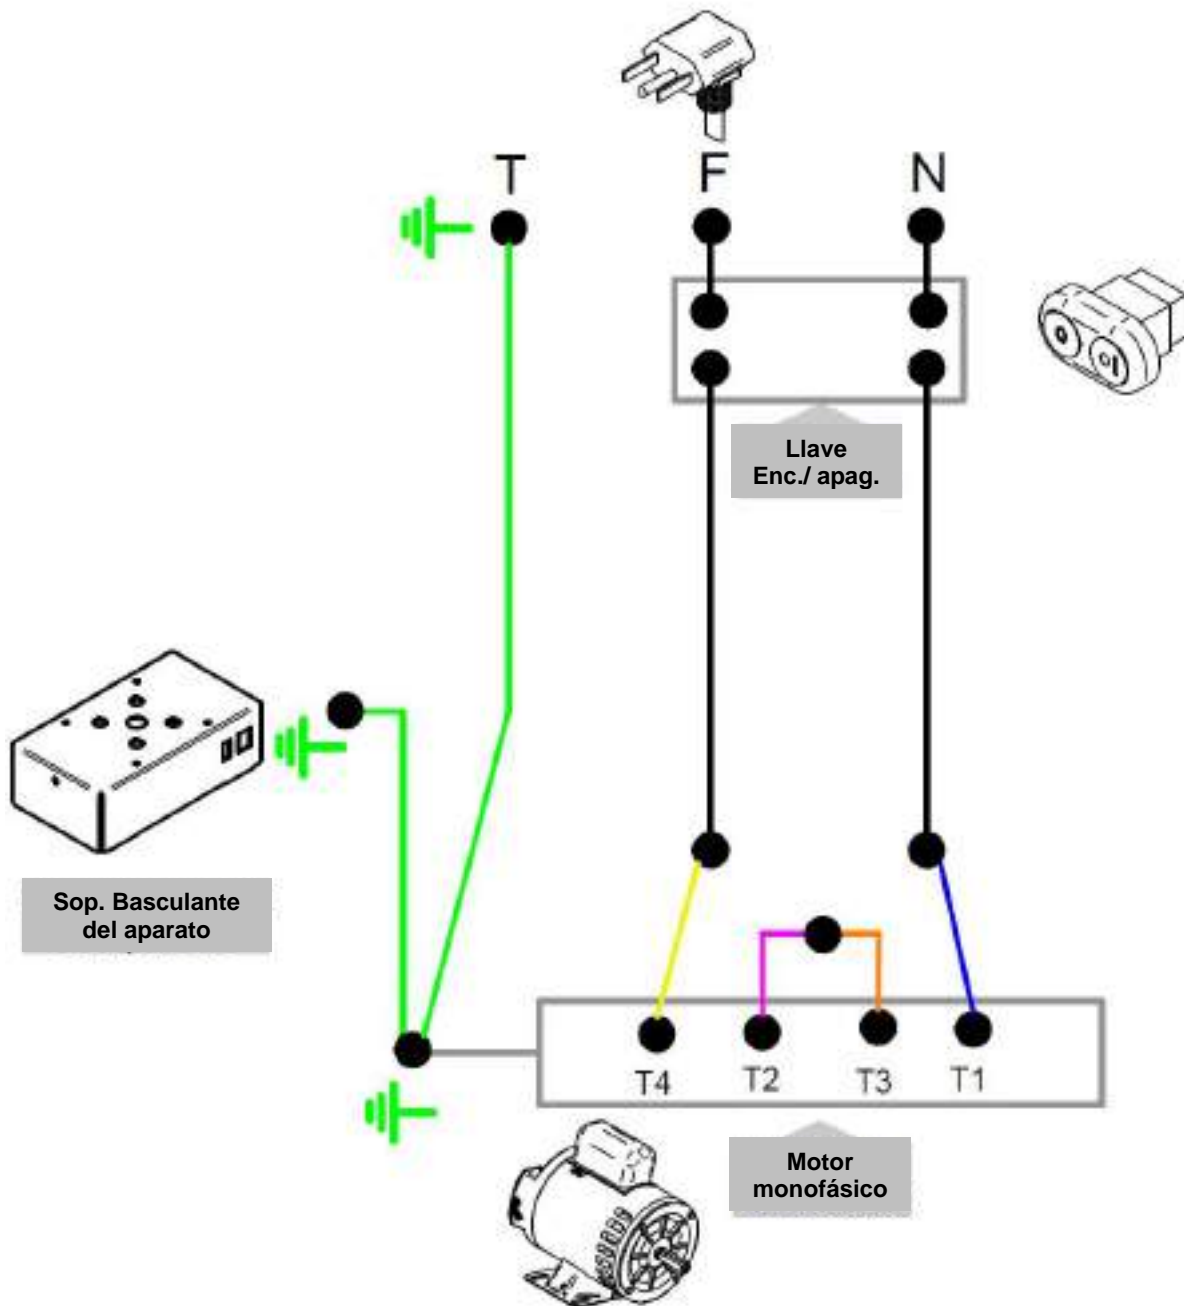 T
F
N
Llave
Enc./ apag.
Sop. Basculante
del aparato
T4
T2
T3
T1
Motor
monofásico